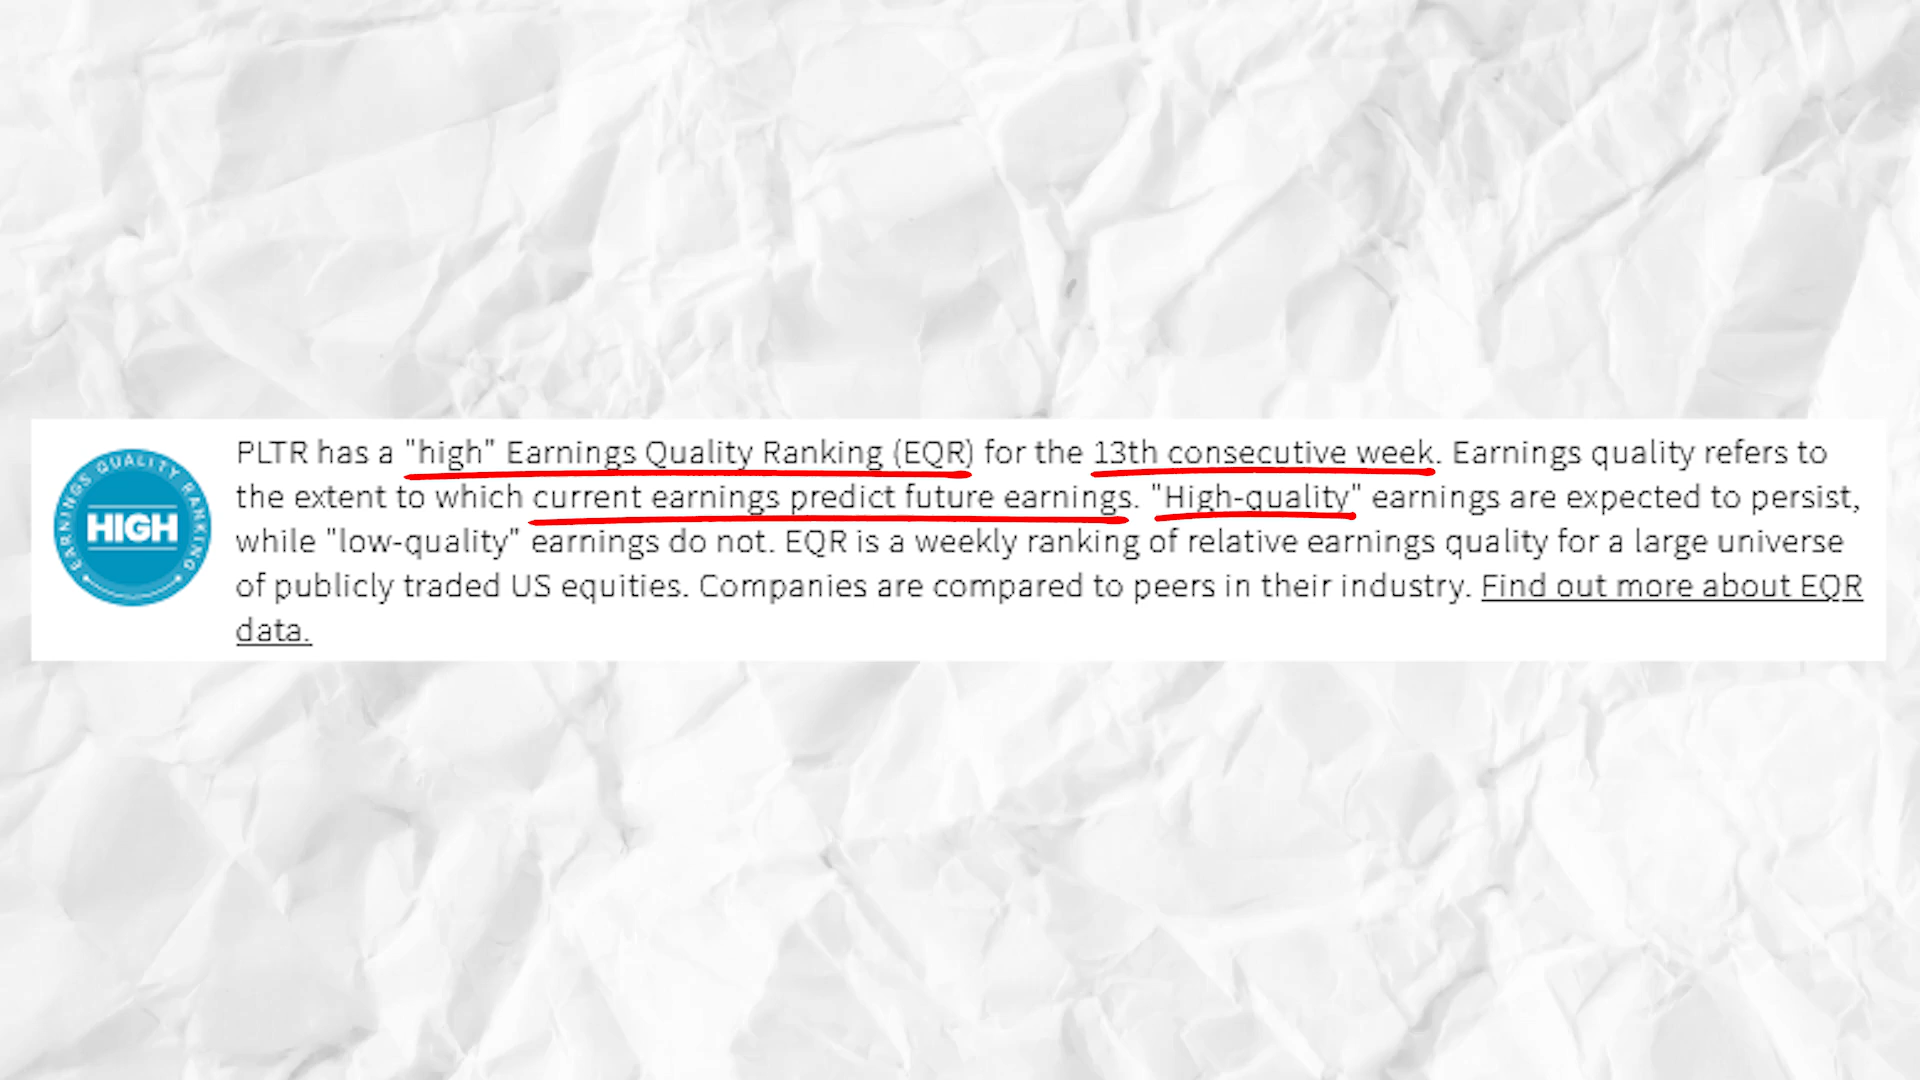 EARNINGS QUALITY RANKING
HIGH
PLTR has a "high" Earnings Quality Ranking (EQR) for the 13th consecutive week. Earnings quality refers to
the extent to which current earnings predict future earnings. "High-quality" earnings are expected to persist,
while "low-quality" earnings do not. EQR is a weekly ranking of relative earnings quality for a large universe
of publicly traded US equities. Companies are compared to peers in their industry. Find out more about EQR
data.